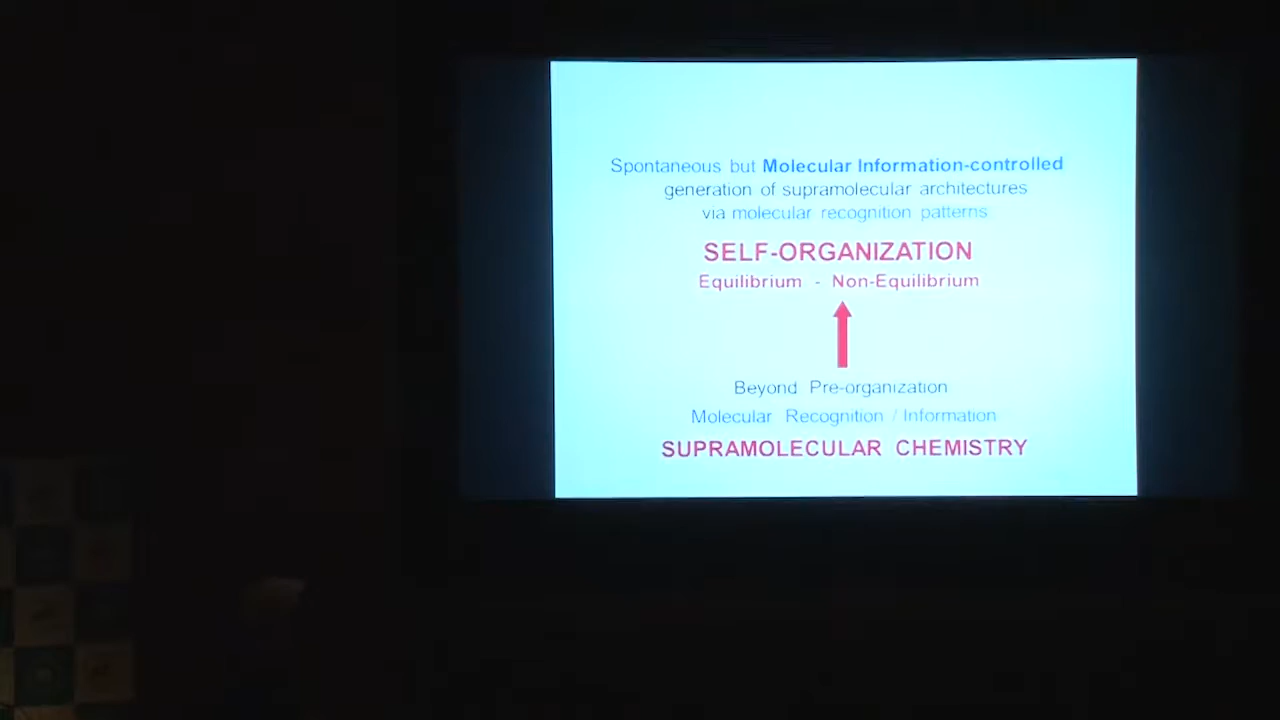 Spontaneous but Molecular Information-controlled
generation of supramolecular architectures
via molecular recognition patterns
SELF-ORGANIZATION
Equilibrium - Non-Equilibrium
Beyond Pre-organization
Molecular Recognition / Information
SUPRAMOLECULAR CHEMISTRY